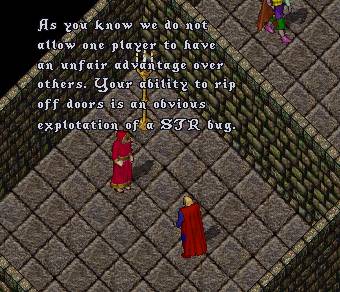 As you know we do not
allow one player to have
an unfair advantage over
others. Your ability to rip
off doors is an obvious
explotation of a STR bug.